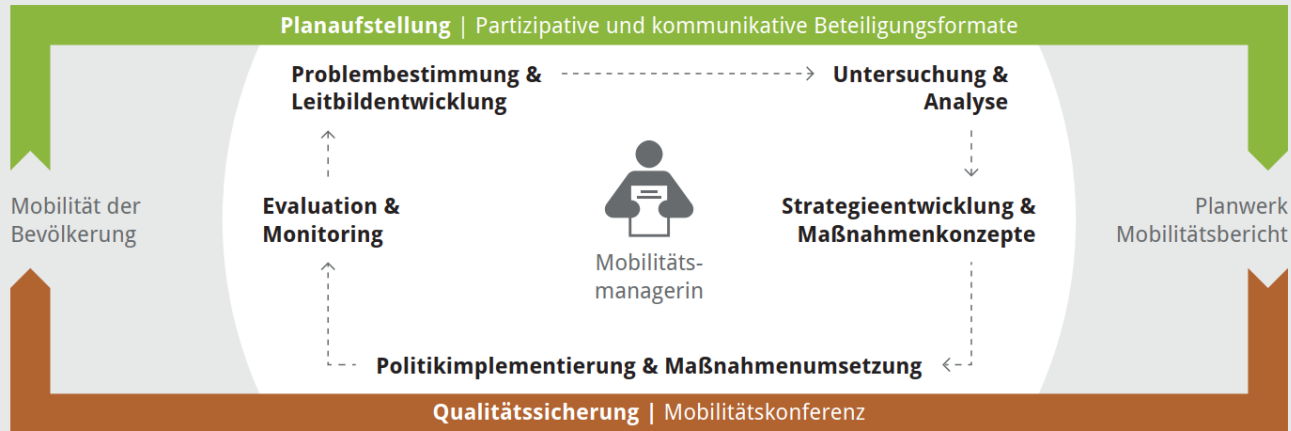 Planaufstellung | Partizipative und kommunikative Beteiligungsformate
Problembestimmung &
Leitbildentwicklung
Untersuchung &
Analyse
Mobilität der
Bevölkerung
Evaluation &
Monitoring
Mobilitäts-
managerin
Strategieentwicklung &
Maßnahmenkonzepte
Planwerk
Mobilitätsbericht
Politikimplementierung & Maßnahmenumsetzung
Qualitätssicherung | Mobilitätskonferenz